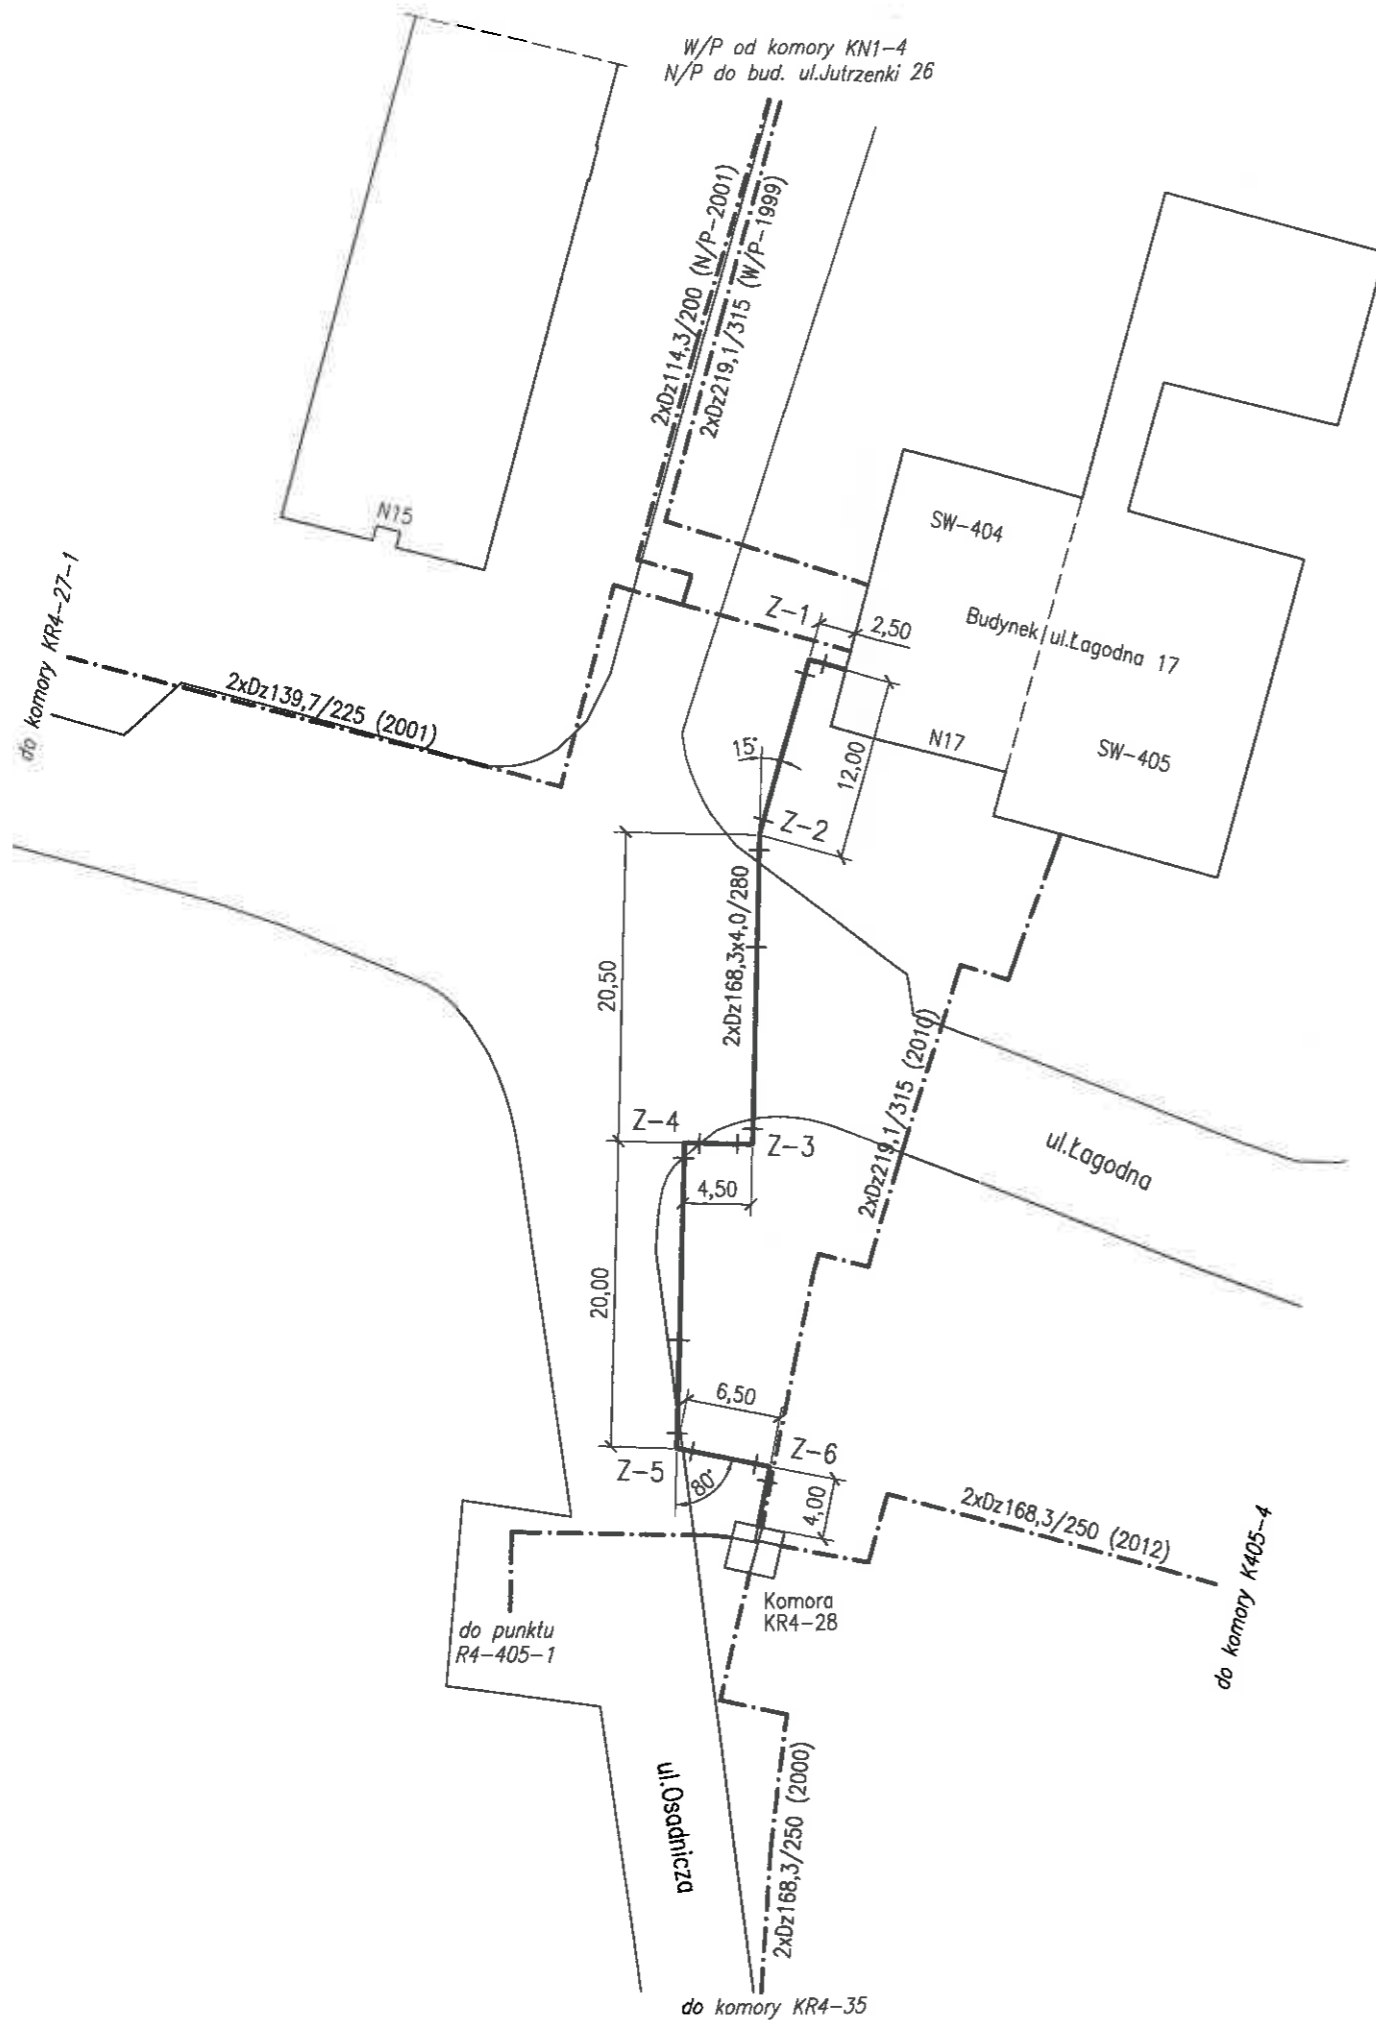 W/P od komory KN1-4
N/P do bud. ul.Jutrzenki 26
2xDz114,3/200 (N/P-2001)
2xDz219,1/315 (W/P-1999)
N15
SW-404
Budynek ul.Łagodna 17
N17
SW-405
Z-1
2,50
do komory KR4-27-1
2xDz139,7/225 (2001)
15°
12,00
Z-2
20,50
2xDz168,3x4,0/280
2xDz219,1/315 (2010)
Z-4
Z-3
4,50
ul.Łagodna
20,00
6,50
Z-6
Z-5
80°
4,00
2xDz168,3/250 (2012)
do komory K405-4
Komora
KR4-28
do punktu
R4-405-1
ul.Osadnicza
2xDz168,3/250 (2000)
do komory KR4-35